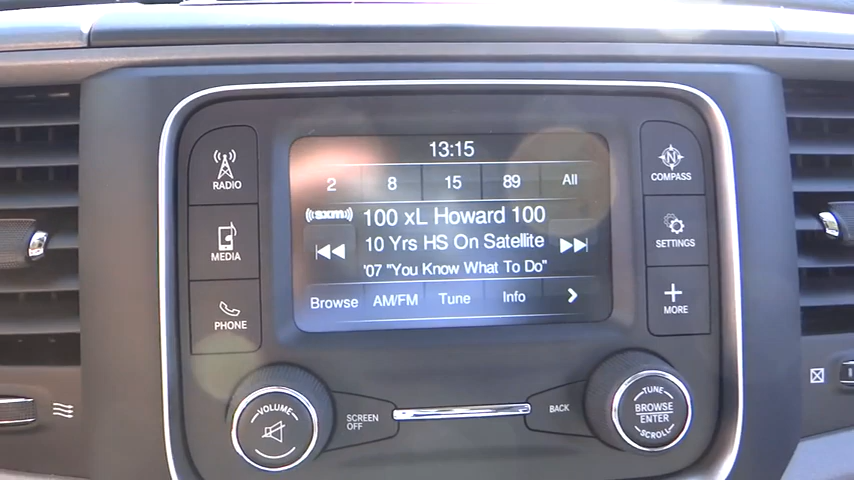 13:15
2 8 15 89 All
((sxm)) 100 xL Howard 100
10 Yrs HS On Satellite
'07 "You Know What To Do"
Browse AM/FM Tune Info >
RADIO
MEDIA
PHONE
N
COMPASS
SETTINGS
+
MORE
VOLUME
SCREEN
OFF
BACK
TUNE
BROWSE
ENTER
SCROLL